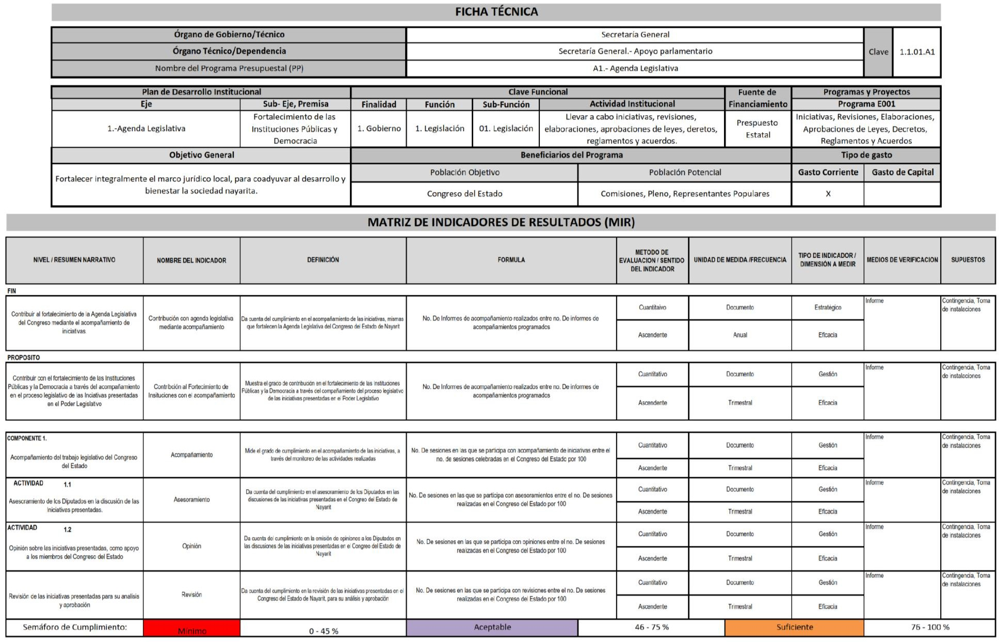 FICHA TÉCNICA
Órgano de Gobierno/Técnico
Secretaría General
Órgano Técnico/Dependencia
Secretaría General.- Apoyo parlamentario
Nombre del Programa Presupuestal (PP)
A1.- Agenda Legislativa
Clave
1.1.01.A1
Plan de Desarrollo Institucional
Clave Funcional
Fuente de
Financiamiento
Programas y Proyectos
Eje
Sub- Eje, Premisa
Finalidad
Función
Sub-Función
Actividad Institucional
Programa E001
1.-Agenda Legislativa
Fortalecimiento de las
Instituciones Públicas y
Democracia
1. Gobierno
1. Legislación
01. Legislación
Llevar a cabo iniciativas, revisiones,
elaboraciones, aprobaciones de leyes, deretos,
reglamentos y acuerdos.
Prespuesto
Estatal
Iniciativas, Revisiones, Elaboraciones,
Aprobaciones de Leyes, Decretos,
Reglamentos y Acuerdos
Objetivo General
Beneficiarios del Programa
Tipo de gasto
Fortalecer integralmente el marco jurídico local, para coadyuvar al desarrollo y
bienestar la sociedad nayarita.
Población Objetivo
Población Potencial
Gasto Corriente
Gasto de Capital
Congreso del Estado
Comisiones, Pleno, Representantes Populares
X
MATRIZ DE INDICADORES DE RESULTADOS (MIR)
NIVEL / RESUMEN NARRATIVO
NOMBRE DEL INDICADOR
DEFINICIÓN
FORMULA
METODO DE
EVALUACION / SENTIDO
DEL INDICADOR
UNIDAD DE MEDIDA /FRECUENCIA
TIPO DE INDICADOR /
DIMENSIÓN A MEDIR
MEDIOS DE VERIFICACION
SUPUESTOS
FIN
Contribuir al fortalecimiento de la Agenda Legislativa
del Congreso mediante el acompañamiento de
iniciativas.
Contribución con agenda legislativa
mediante acompañamiento
Da cuenta del cumplimiento en el acompañamiento de las iniciativas, mismas
que fortalecen la Agenda Legislativa del Congreso del Estado de Nayarit
No. De Informes de acompañamiento realizados entre no. De informes de
acompañamientos programados
Cuantitaivo
Documento
Estratégico
Ascendente
Anual
Eficacia
Informe
Contingencia, Toma
de instalaciones
PROPOSITO
Contribuir con el fortalecimiento de las Instituciones
Públicas y la Democracia a través del acompañamiento
en el proceso legislativo de las Inciativas presentadas
en el Poder Legislativo
Contribción al Fortecimiento de
Insituciones con el acompañamiento
Muestra el graco de contribución en el fortalecimiento de las Instituciones
Públicas y la Democracia a través del compañamiento del proceso legislativo
de las iniciativas presentadas en el Poder Legislativo
No. De Informes de acompañamiento realizados entre no. De informes de
acompañamientos programados
Cuantitativo
Documento
Gestión
Ascendente
Trimestral
Eficacia
Informe
Contingencia, Toma
de instalaciones
COMPONENTE 1.
Acompañamiento del trabajo legislativo del Congreso
del Estado
Acompañamiento
Mide el grado de cumplimiento en el acompañamiento de las iniciativas, a
través del monitoreo de las actividades realizadas
No. De sesiones en las que se participa con acompañamiento de iniciativas entre el
no. de sesiones celebradas en el Congreso del Estado por 100
Cuantitativo
Documento
Gestión
Ascendente
Trimestral
Eficacia
Informe
Contingencia, Toma
de instalaciones
ACTIVIDAD 1.1
Asesoramiento de los Diputados en la discusión de las
Iniciativas presentadas.
Asesoramiento
Da cuenta del cumplimiento en el asesoramiento de los Diputados en las
discusiones de las iniciativas presentadas en el Congreo del Estado de
Nayarit
No. De sesiones en las que se participa con asesoramientos entre el no. De sesiones
realizadas en el Congreso del Estado por 100
Cuantitativo
Documento
Gestión
Ascendente
Trimestral
Eficacia
Informe
Contingencia, Toma
de instalaciones
ACTIVIDAD 1.2
Opinión sobre las iniciativas presentadas, como apoyo
a los miembros del Congreso del Estado
Opinión
Da cuenta del cumplimiento en la omisión de opiniones a los Diputados en
las discusiones de las iniciativas presentadas en el Congreo del Estado de
Nayarit
No. De sesiones en las que se participa con opiniones entre el no. De sesiones
realizadas en el Congreso del Estado por 100
Cuantitativo
Documento
Gestión
Ascendente
Trimestral
Eficacia
Informe
Contingencia, Toma
de instalaciones
Revisión de las iniciativas presentadas para su analisis
y aprobación
Revisión
Da cuenta del cumplimiento en la revisión de las iniciativas presentadas en el
Congreso del Estado de Nayarit, para su análisis y aprobación
No. De sesiones en las que se participa con revisiones entre el no. De sesiones
realizadas en el Congreso del Estado por 100
Cuantitativo
Documento
Gestión
Ascendente
Trimestral
Eficacia
Informe
Contingencia, Toma
de instalaciones
Semáforo de Cumplimiento:
Mínimo
0 - 45 %
Aceptable
46 - 75 %
Suficiente
76 - 100 %